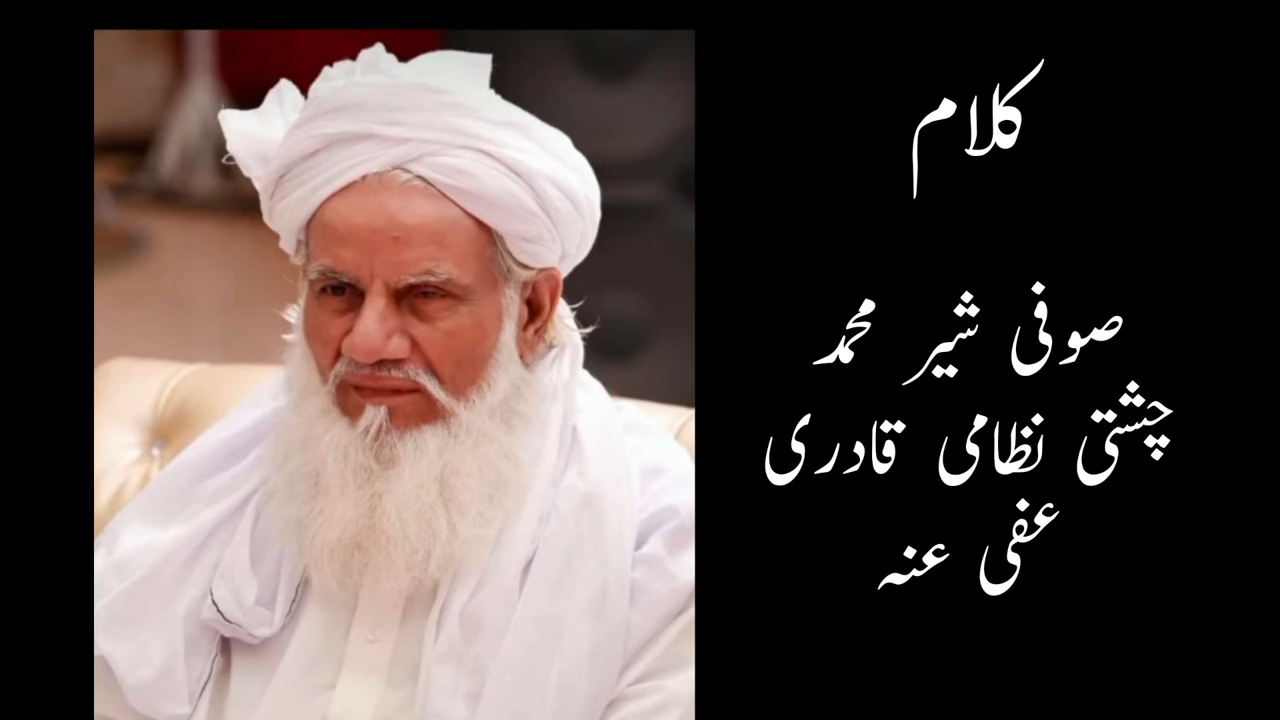 کلام
صوفی شیر محمد
چشتی نظامی قادری
عفی عنہ